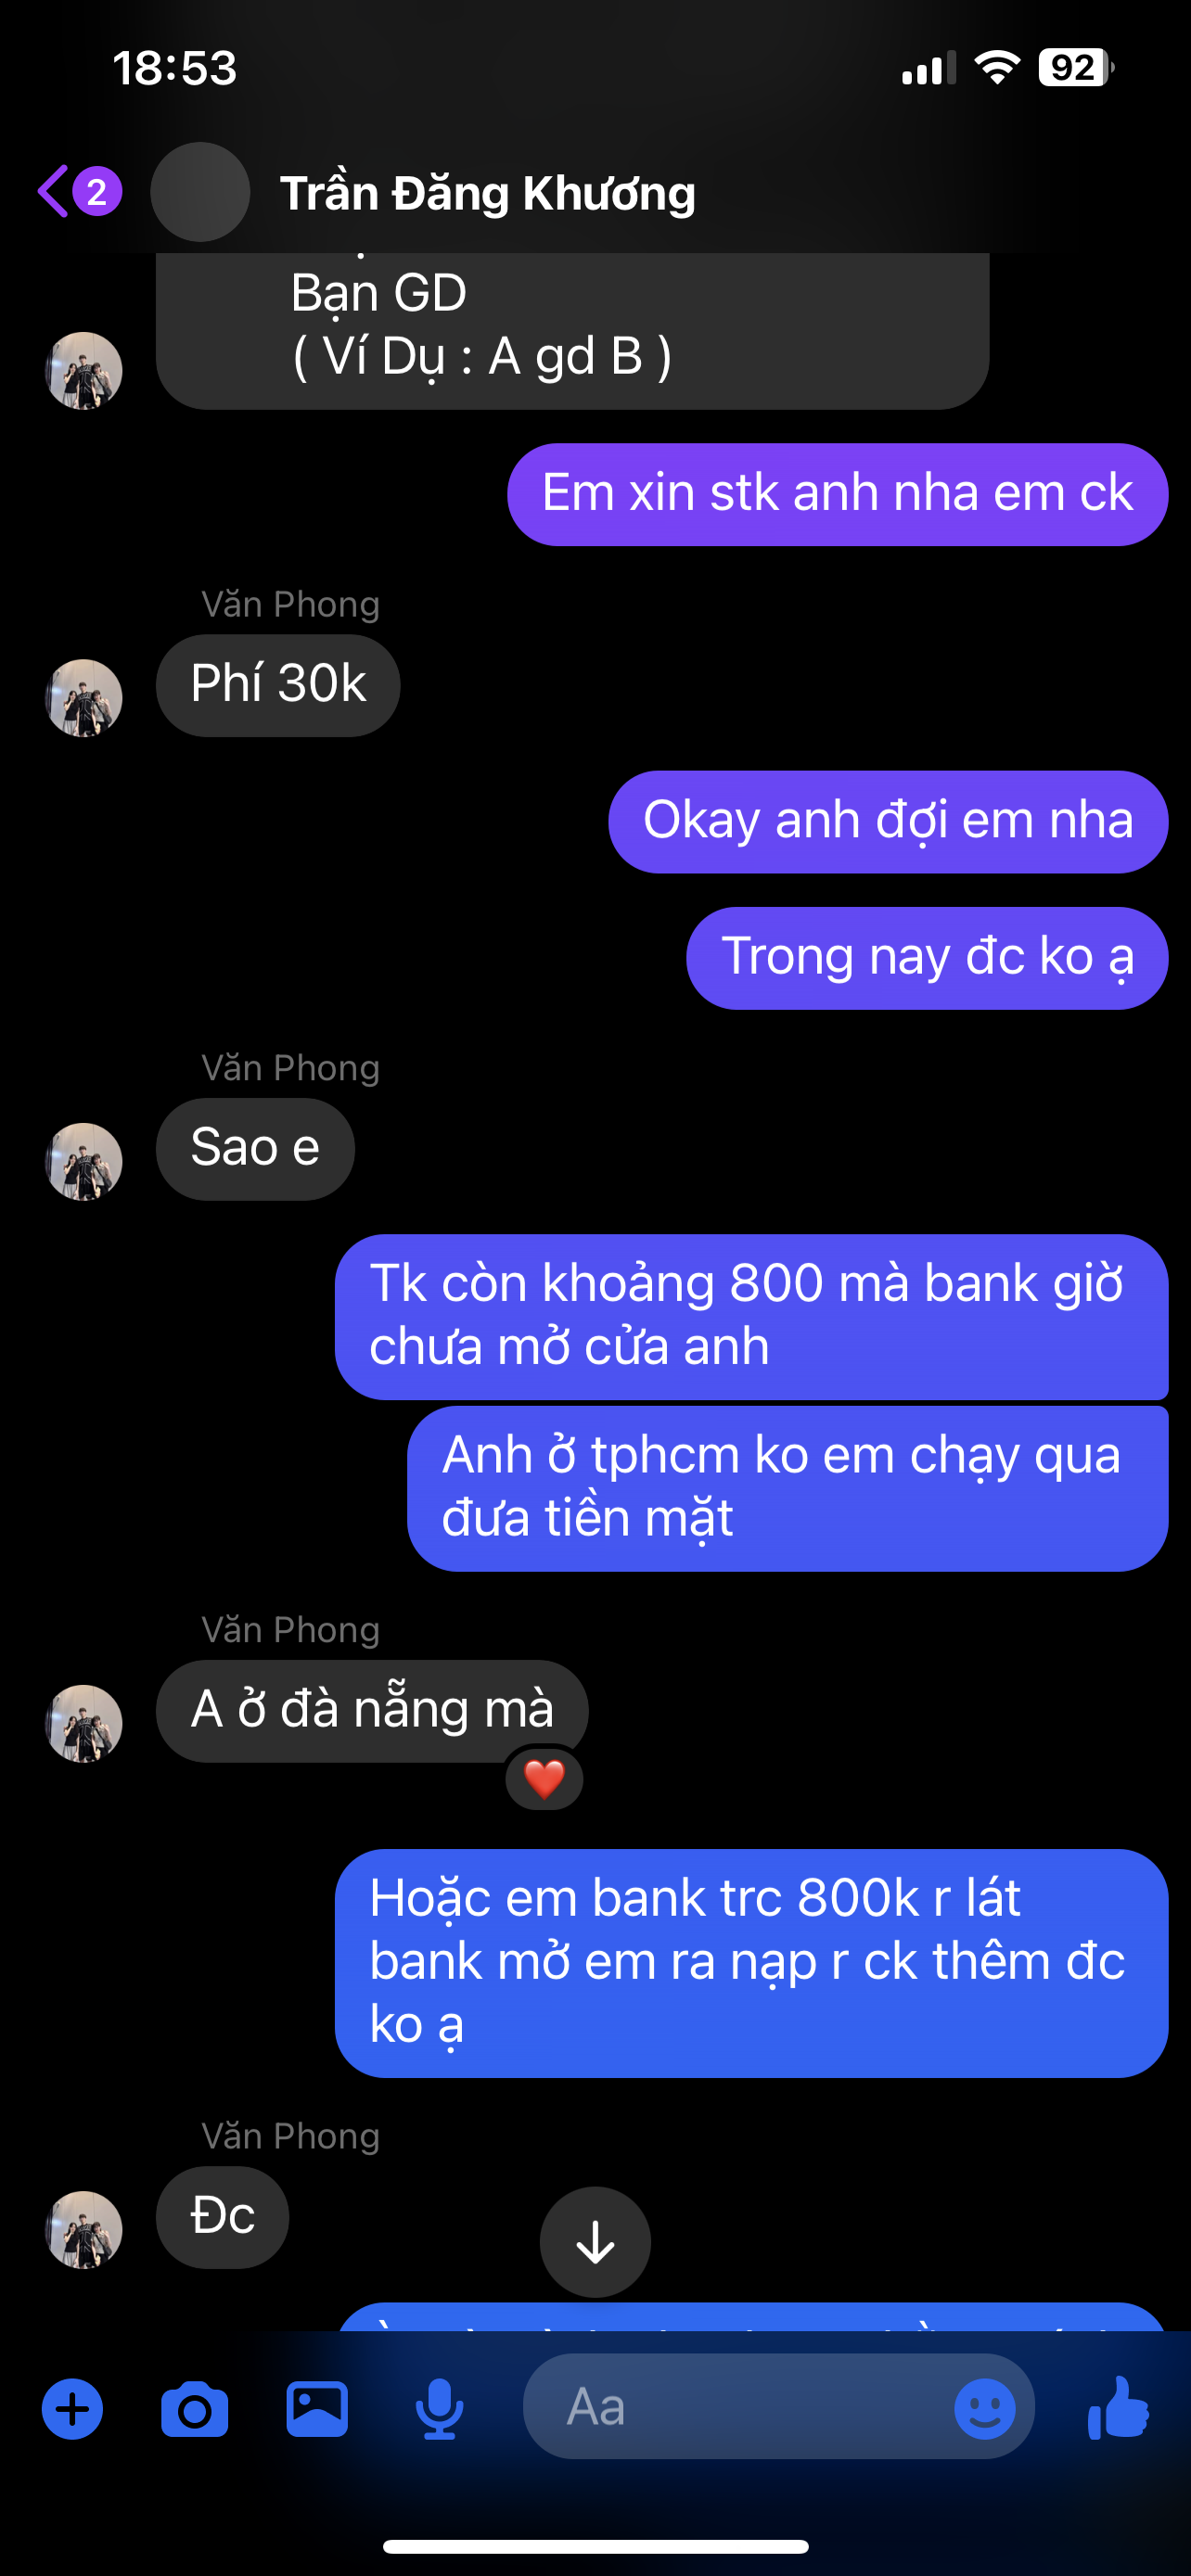 18:53
92
2
Trần Đăng Khương
Bạn GD
( Ví Dụ : A gd B )
Em xin stk anh nha em ck
Văn Phong
Phí 30k
Okay anh đợi em nha
Trong nay đc ko ạ
Văn Phong
Sao e
Tk còn khoảng 800 mà bank giờ
chưa mở cửa anh
Anh ở tphcm ko em chạy qua
đưa tiền mặt
Văn Phong
A ở đà nẵng mà
Hoặc em bank trc 800k r lát
bank mở em ra nạp r ck thêm đc
ko ạ
Văn Phong
Đc
Aa